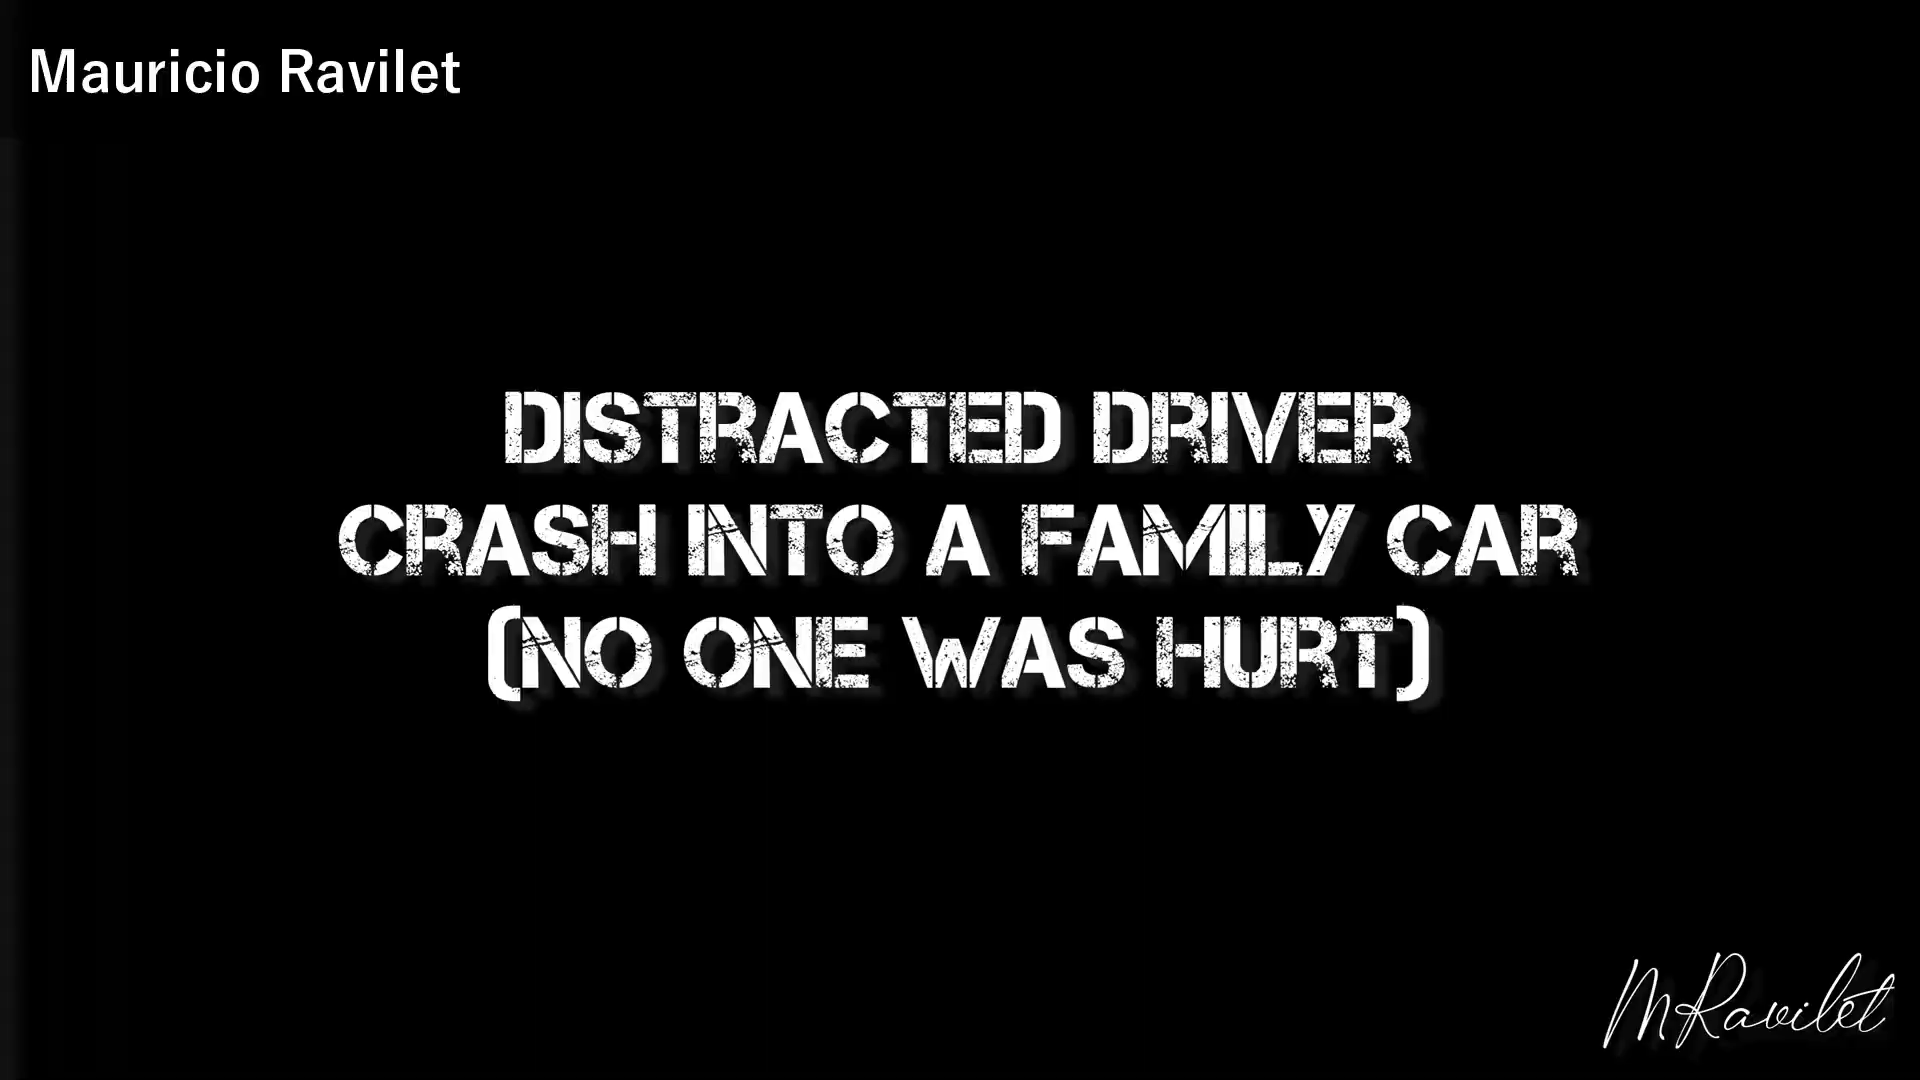 Mauricio Ravilet
DISTRACTED DRIVER
CRASH INTO A FAMILY CAR
(NO ONE WAS HURT)
MRavilet